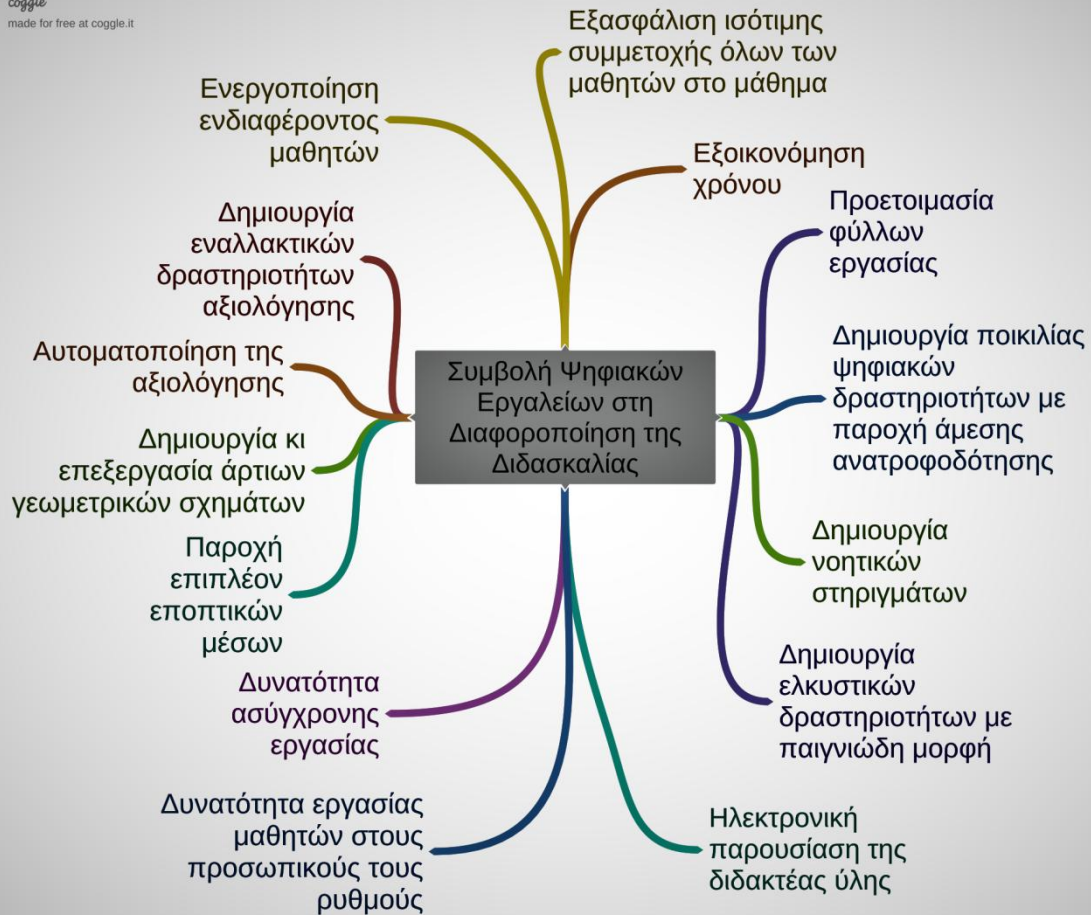 coggle
made for free at coggle.it
Εξασφάλιση ισότιμης
συμμετοχής όλων των
μαθητών στο μάθημα
Ενεργοποίηση
ενδιαφέροντος
μαθητών
Εξοικονόμηση
χρόνου
Προετοιμασία
φύλλων
εργασίας
Δημιουργία
εναλλακτικών
δραστηριοτήτων
αξιολόγησης
Δημιουργία ποικιλίας
ψηφιακών
δραστηριοτήτων με
παροχή άμεσης
ανατροφοδότησης
Αυτοματοποίηση της
αξιολόγησης
Συμβολή Ψηφιακών
Εργαλείων στη
Διαφοροποίηση της
Διδασκαλίας
Δημιουργία κι
επεξεργασία άρτιων
γεωμετρικών σχημάτων
Δημιουργία
νοητικών
στηριγμάτων
Παροχή
επιπλέον
εποπτικών
μέσων
Δημιουργία
ελκυστικών
δραστηριοτήτων με
παιγνιώδη μορφή
Δυνατότητα
ασύγχρονης
εργασίας
Δυνατότητα εργασίας
μαθητών στους
προσωπικούς τους
ρυθμούς
Ηλεκτρονική
παρουσίαση της
διδακτέας ύλης